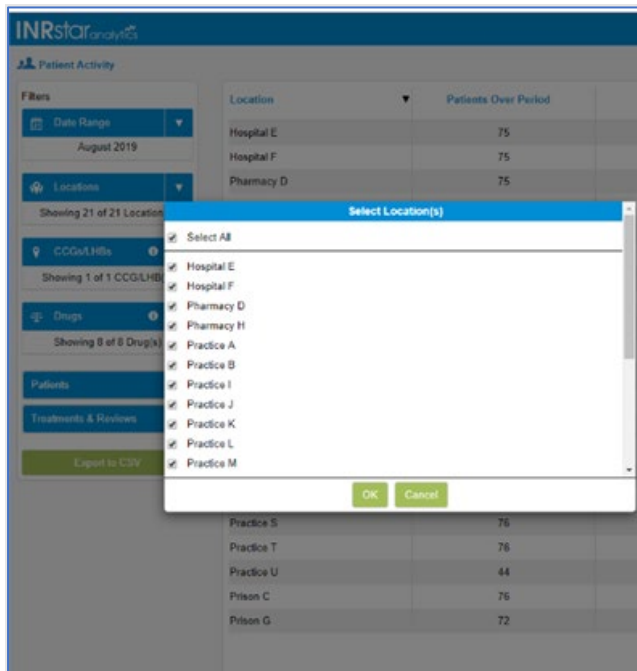 INRstar analytics
Patient Activity
Filters
Date Range
August 2019
Locations
Showing 21 of 21 Location
CCGs/LHBs
Showing 1 of 1 CCG/LHB(
Drugs
Showing 8 of 8 Drug(s)
Patients
Treatments & Reviews
Export to CSV
Location Patients Over Period
Hospital E 75
Hospital F 75
Pharmacy D 75
Select Location(s)
Select All
Hospital E
Hospital F
Pharmacy D
Pharmacy H
Practice A
Practice B
Practice I
Practice J
Practice K
Practice L
Practice M
OK Cancel
Practice S 76
Practice T 76
Practice U 44
Prison C 76
Prison G 72